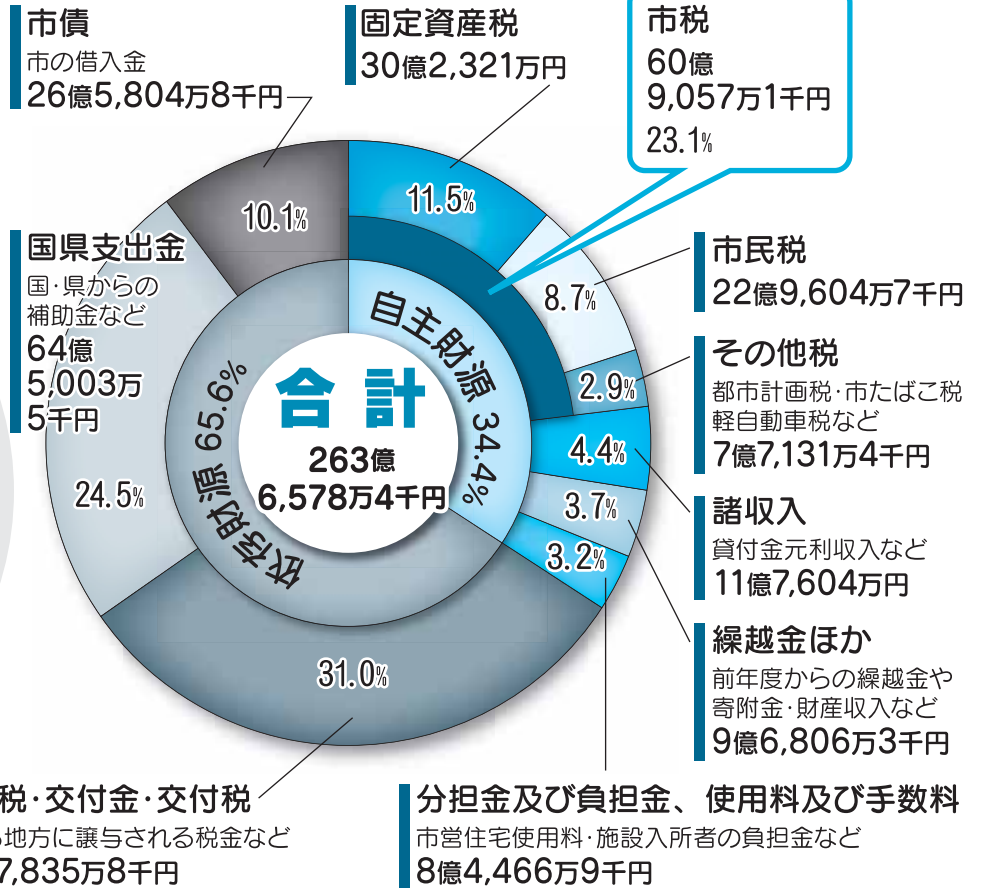 市債
市の借入金
26億5,804万8千円
固定資産税
30億2,321万円
市税
60億
9,057万1千円
23.1%
11.5%
10.1%
国県支出金
国・県からの
補助金など
64億
5,003万
5千円
24.5%
8.7%
市民税
22億9,604万7千円
その他税
都市計画税・市たばこ税
軽自動車税など
7億7,131万4千円
2.9%
4.4%
諸収入
貸付金元利収入など
11億7,604万円
3.7%
3.2%
繰越金ほか
前年度からの繰越金や
寄附金・財産収入など
9億6,806万3千円
自主財源 34.4%
依存財源 65.6%
合計
263億
6,578万4千円
31.0%
税・交付金・交付税
地方に譲与される税金など
7,835万8千円
分担金及び負担金、使用料及び手数料
市営住宅使用料・施設入所者の負担金など
8億4,466万9千円